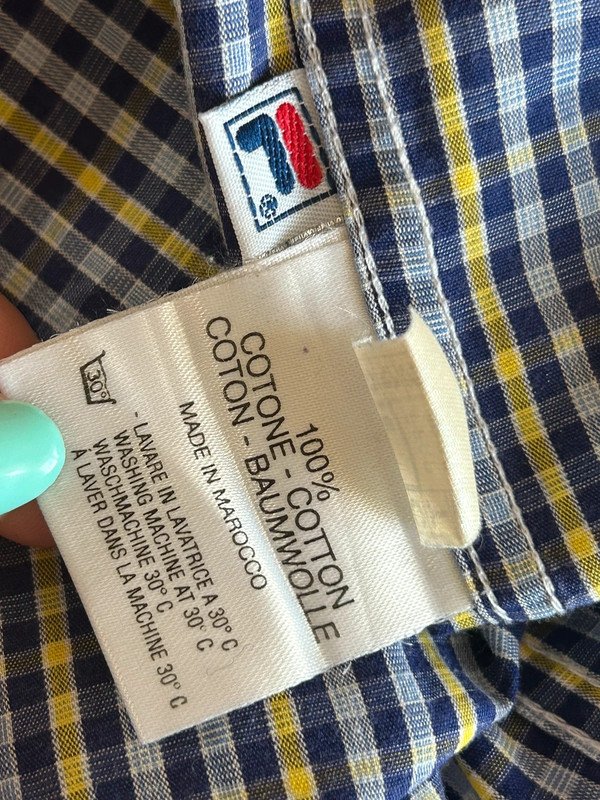 100%
COTONE - COTTON
COTON - BAUMWOLLE
MADE IN MAROCCO
30°
- LAVARE IN LAVATRICE A 30° C
WASHING MACHINE AT 30° C
WASCHMACHINE 30° C
A LAVER DANS LA MACHINE 30° C